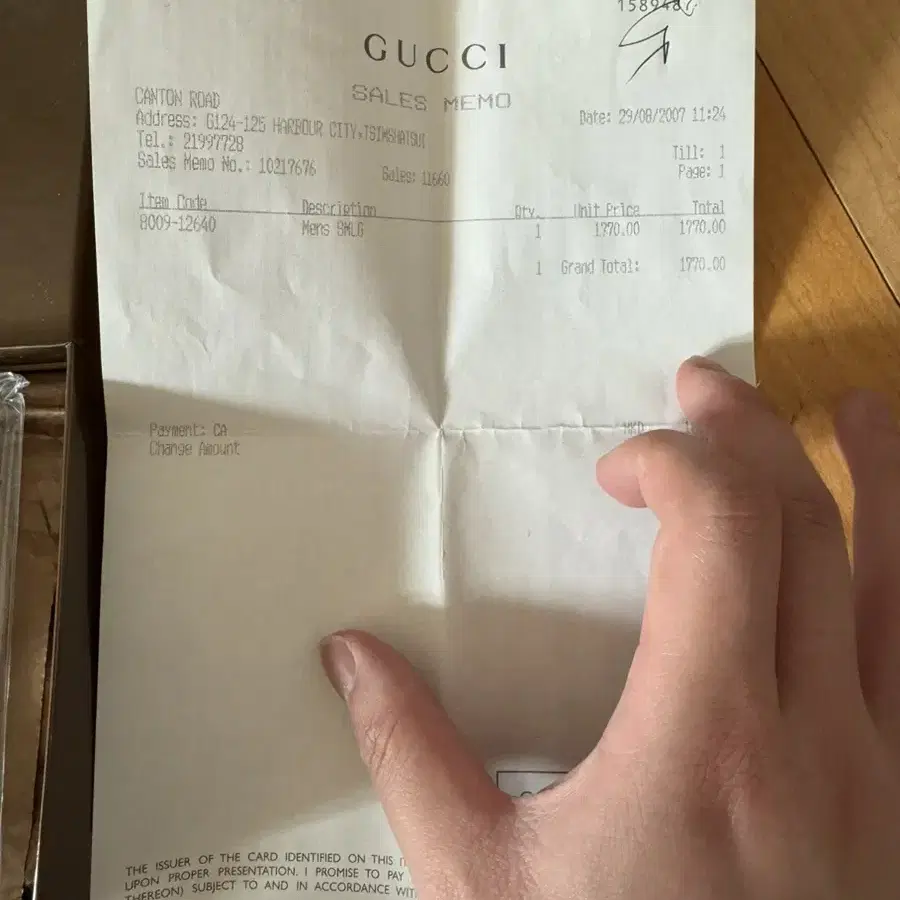 1589487
GUCCI
SALES MEMO
CANTON ROAD
Address: G124-125 HARBOUR CITY,TSIMSHATSUI
Tel.: 21997728
Sales Memo No.: 10217676
Sales: 11660
Date: 29/08/2007 11:24
Till: 1
Page: 1
Item Code Description Qty. Unit Price Total
8009-12640 Mens SMLG 1 1770.00 1770.00
1 Grand Total: 1770.00
Payment: CA HKD
Change Amount
THE ISSUER OF THE CARD IDENTIFIED ON THIS
UPON PROPER PRESENTATION. I PROMISE TO PAY
THEREON) SUBJECT TO AND IN ACCORDANCE WIT